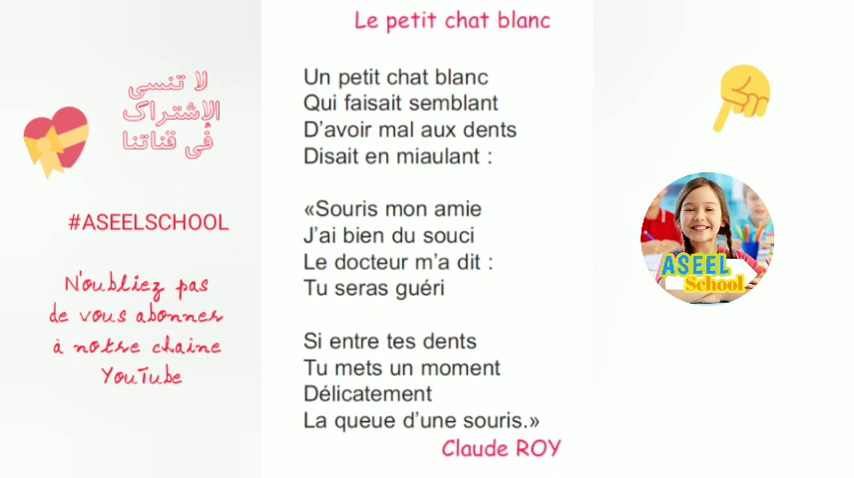 Le petit chat blanc
Un petit chat blanc
Qui faisait semblant
D'avoir mal aux dents
Disait en miaulant :
«Souris mon amie
J'ai bien du souci
Le docteur m'a dit :
Tu seras guéri
Si entre tes dents
Tu mets un moment
Délicatement
La queue d'une souris.»
Claude ROY
لا تنسى
الإشتراك
في قناتنا
#ASEELSCHOOL
N'oubliez pas
de vous abonner
à notre chaine
YouTube
ASEEL
School